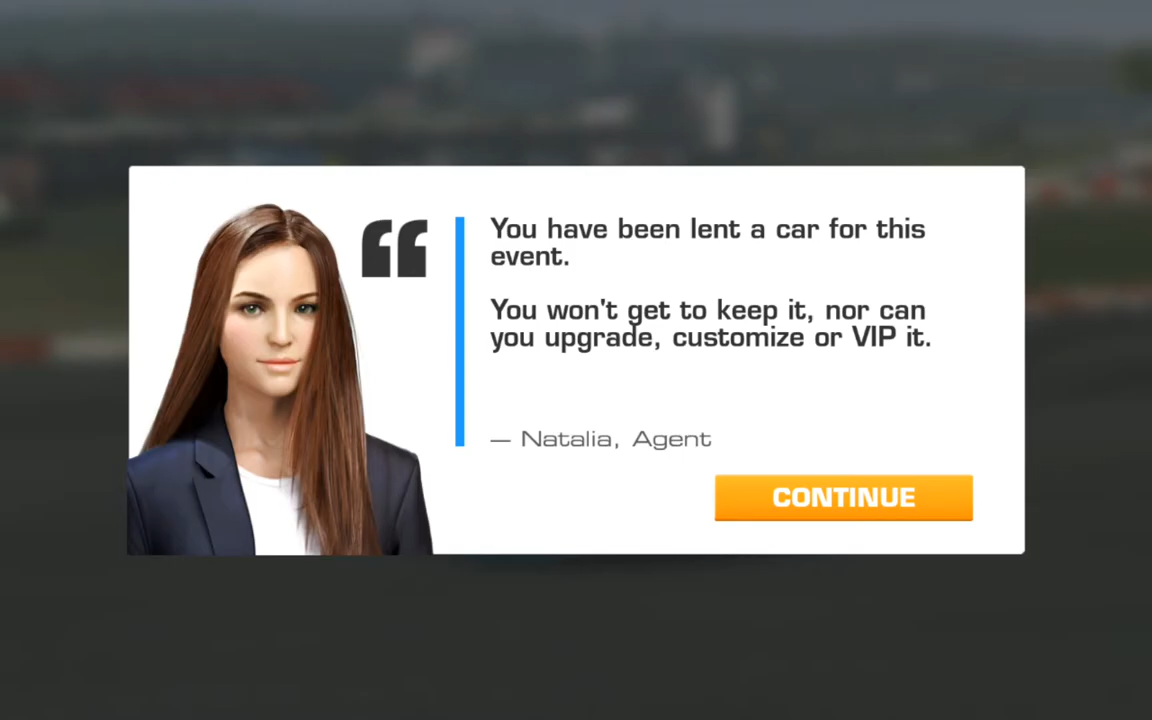 “
You have been lent a car for this
event.
You won't get to keep it, nor can
you upgrade, customize or VIP it.
— Natalia, Agent
CONTINUE